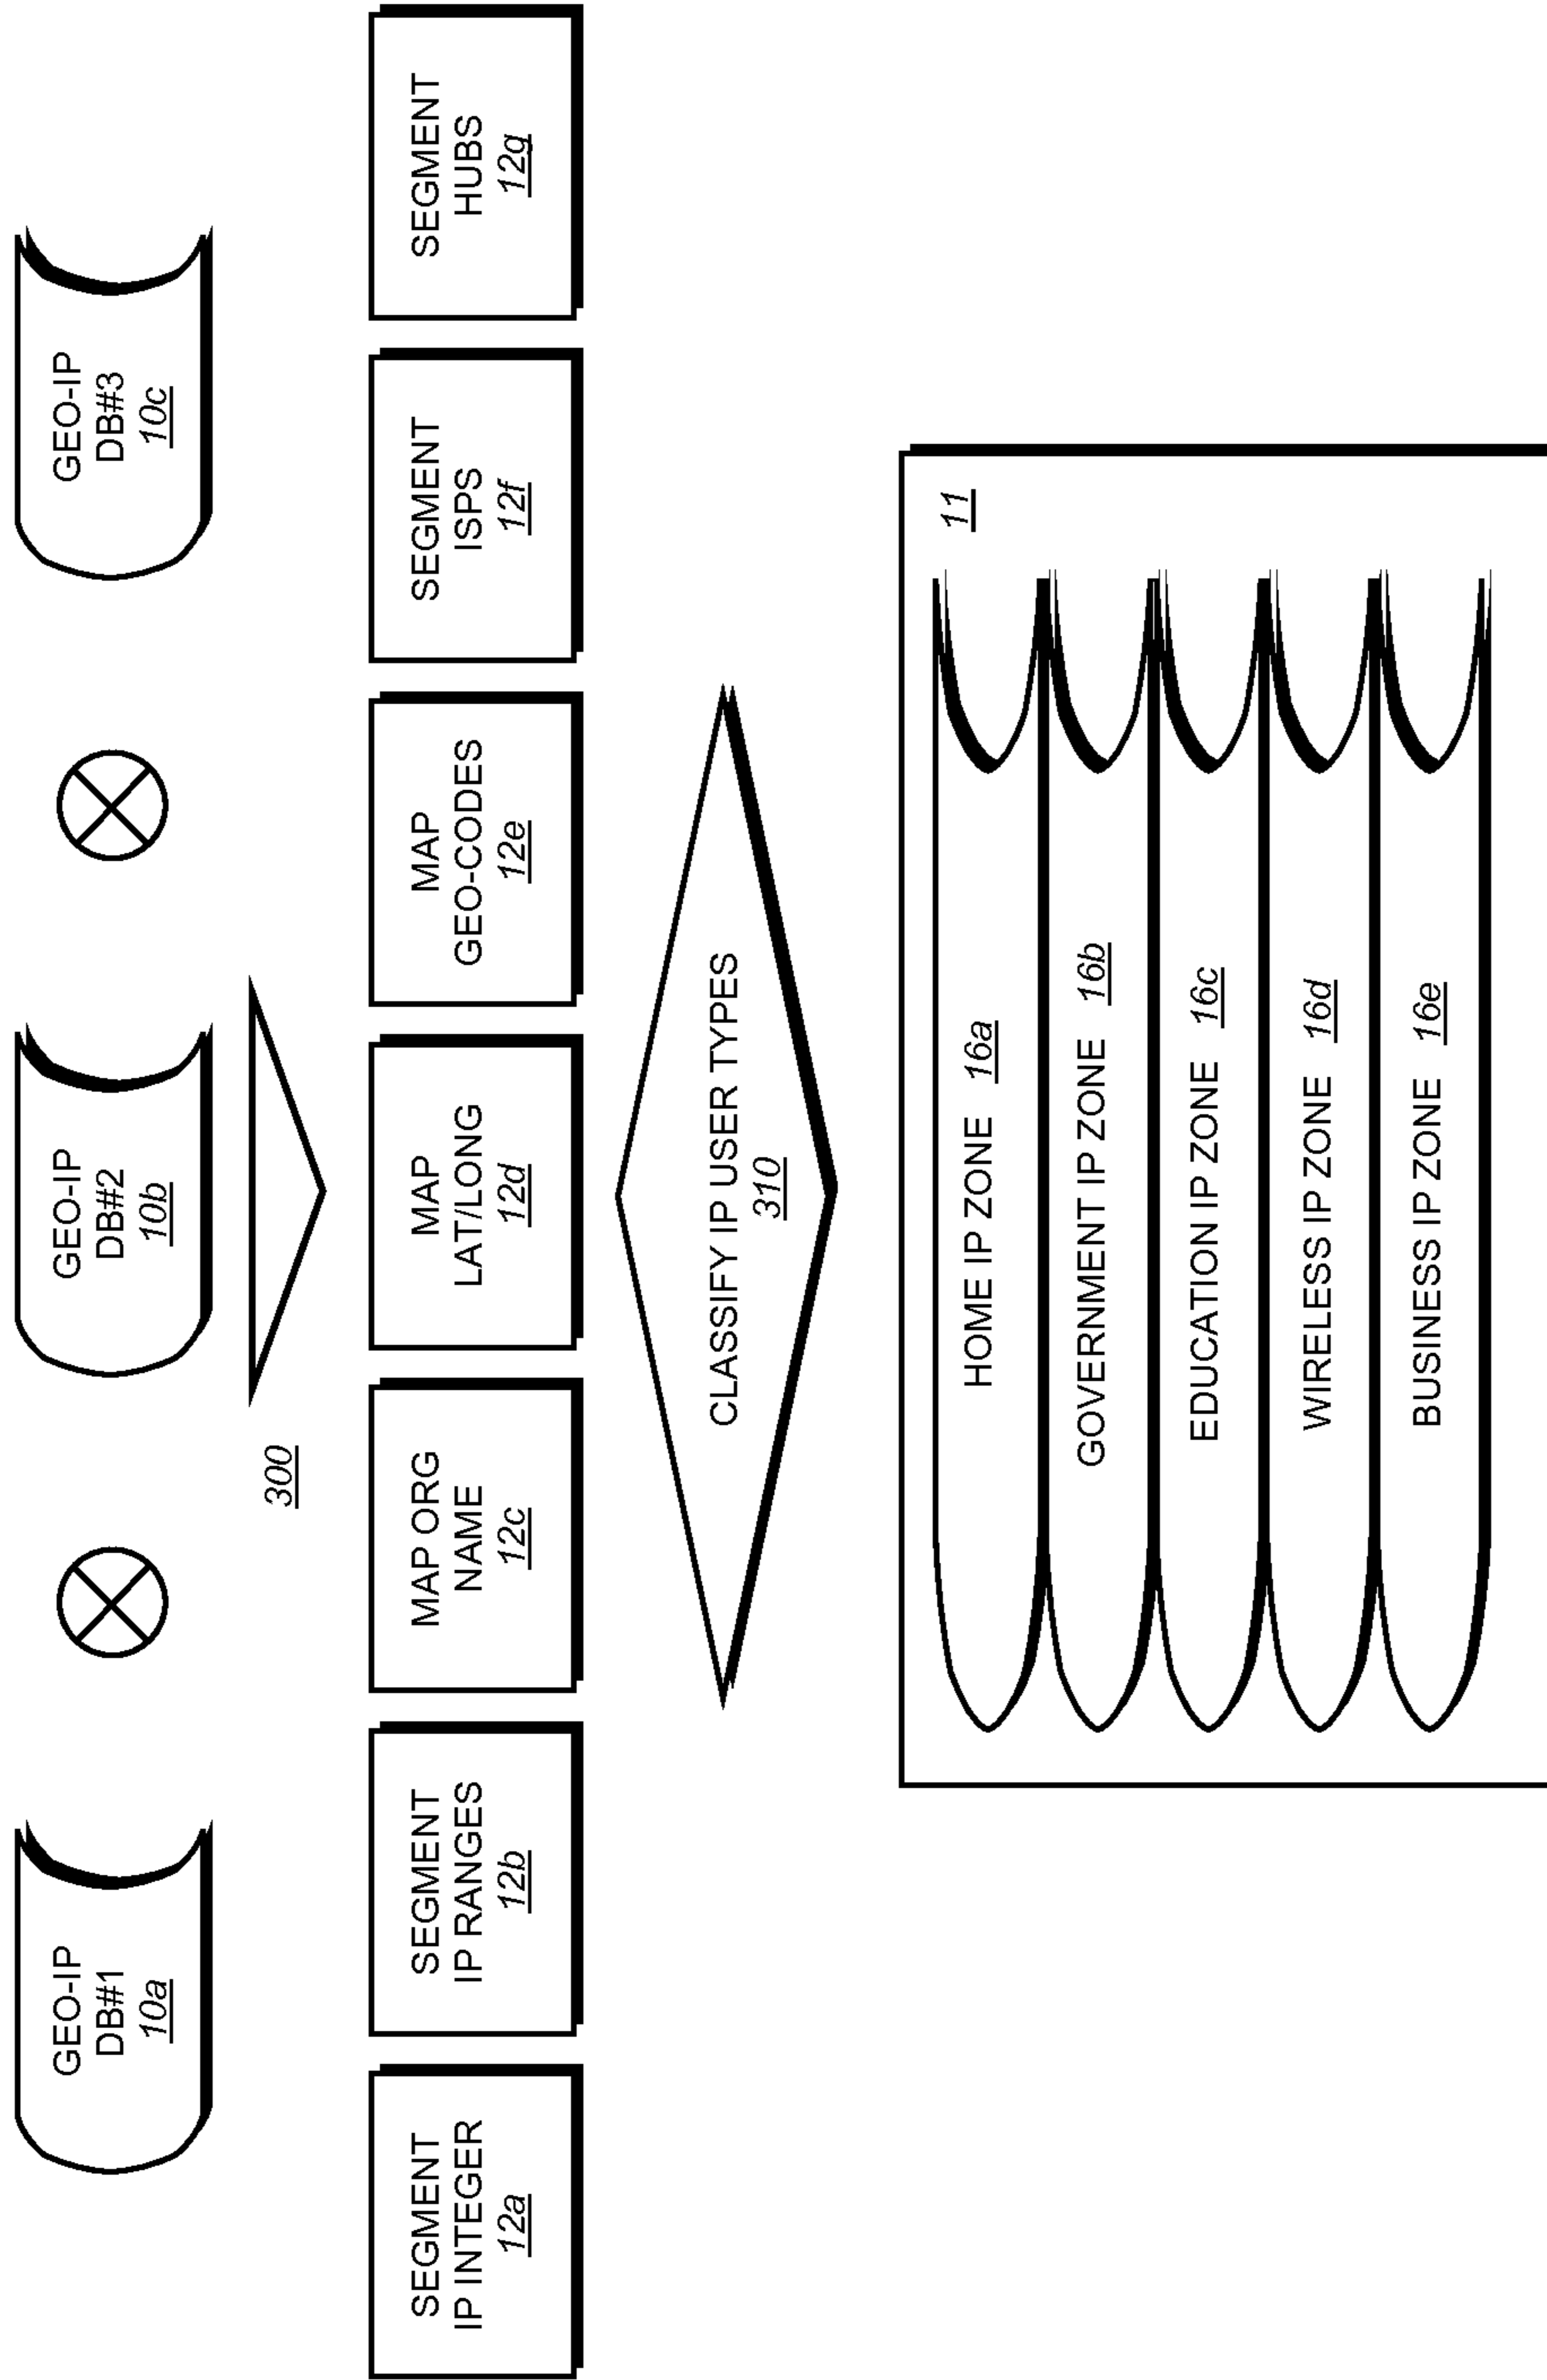 GEO-IP
DB#1
10a
GEO-IP
DB#2
10b
GEO-IP
DB#3
10c
300
SEGMENT
IP INTEGER
12a
SEGMENT
IP RANGES
12b
MAP ORG
NAME
12c
MAP
LAT/LONG
12d
MAP
GEO-CODES
12e
SEGMENT
ISPS
12f
SEGMENT
HUBS
12g
CLASSIFY IP USER TYPES
310
11
HOME IP ZONE 16a
GOVERNMENT IP ZONE 16b
EDUCATION IP ZONE 16c
WIRELESS IP ZONE 16d
BUSINESS IP ZONE 16e